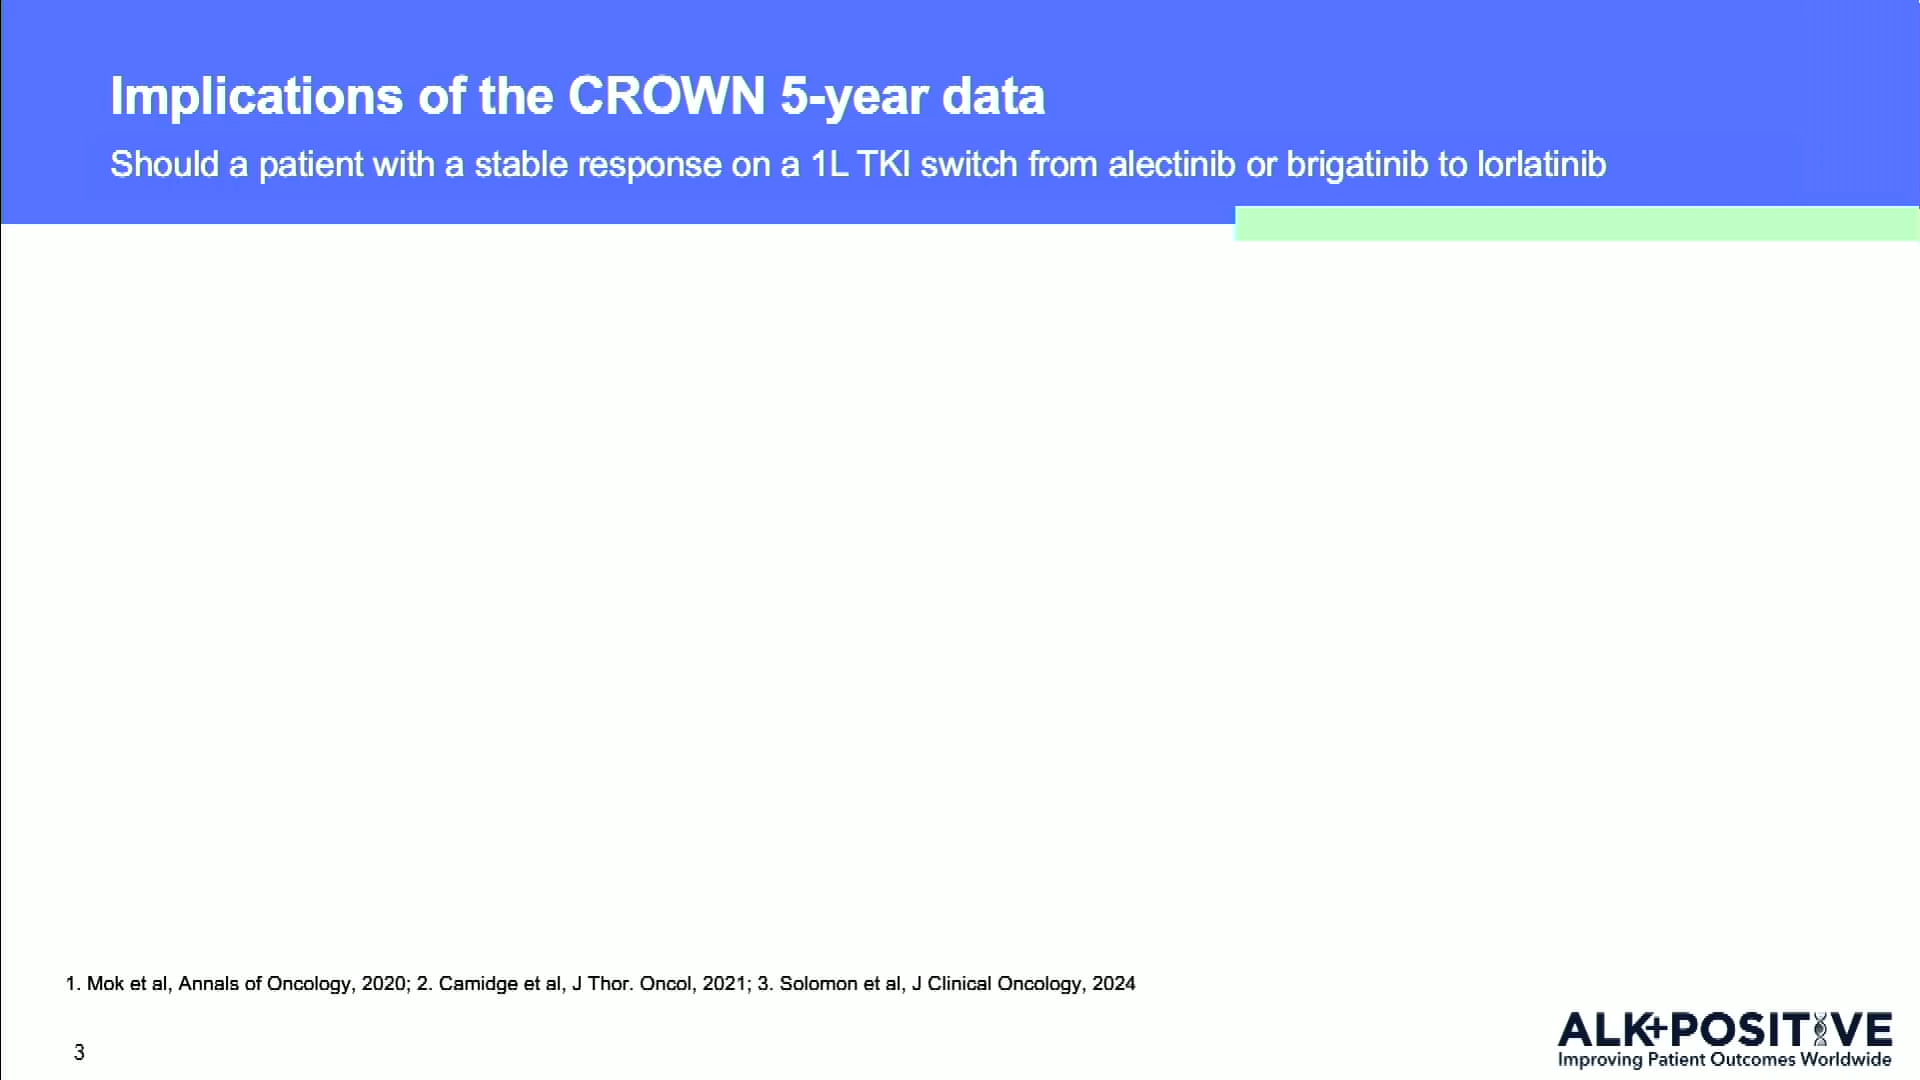 Implications of the CROWN 5-year data
Should a patient with a stable response on a 1L TKI switch from alectinib or brigatinib to lorlatinib
1. Mok et al, Annals of Oncology, 2020; 2. Camidge et al, J Thor. Oncol, 2021; 3. Solomon et al, J Clinical Oncology, 2024
3
ALK+POSITIVE
Improving Patient Outcomes Worldwide